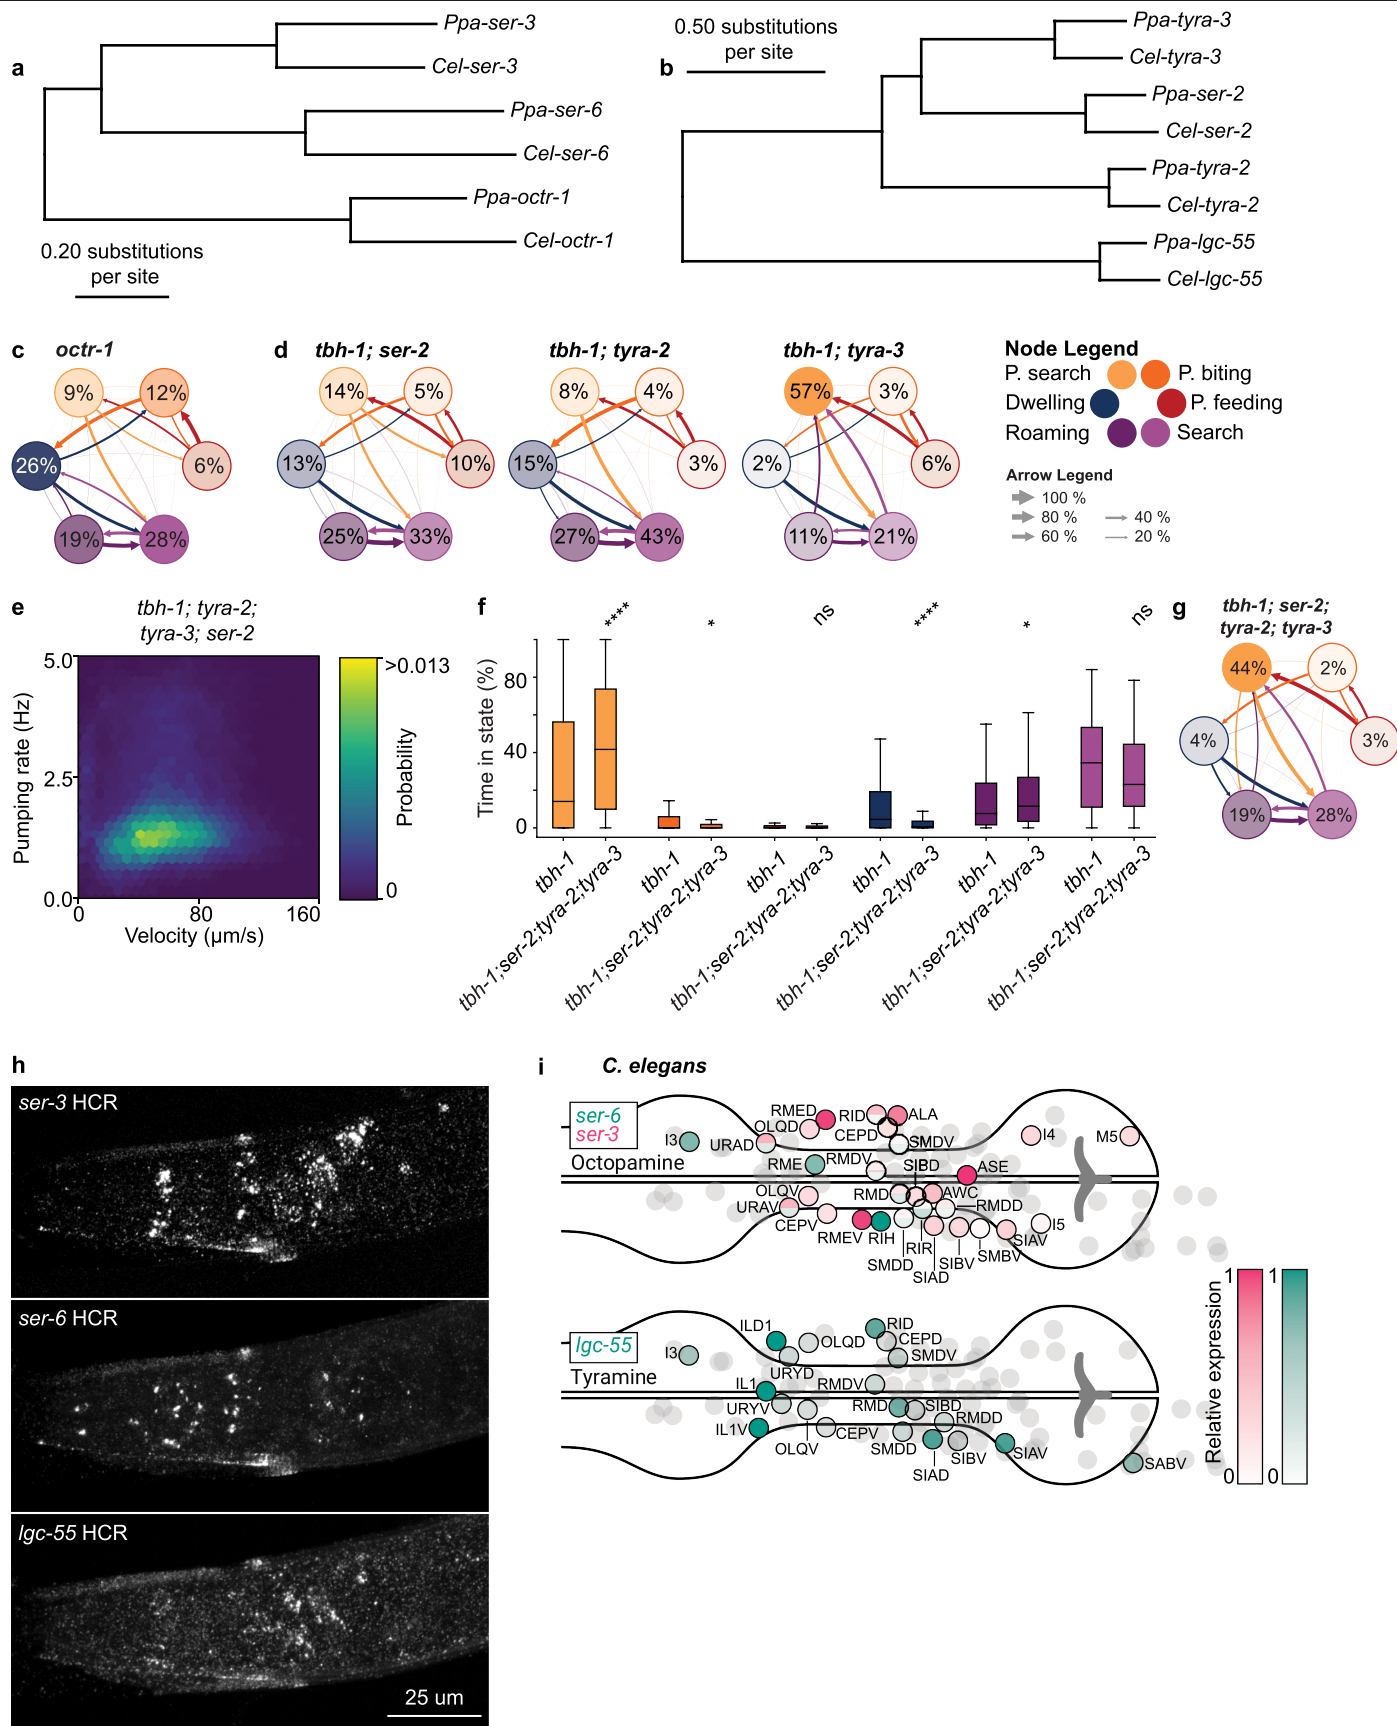 a
Ppa-ser-3
Cel-ser-3
Ppa-ser-6
Cel-ser-6
Ppa-octr-1
Cel-octr-1
0.20 substitutions
per site
b
0.50 substitutions
per site
Ppa-tyra-3
Cel-tyra-3
Ppa-ser-2
Cel-ser-2
Ppa-tyra-2
Cel-tyra-2
Ppa-lgc-55
Cel-lgc-55
c
octr-1
9%
12%
26%
6%
19%
28%
d
tbh-1; ser-2
14%
5%
13%
10%
25%
33%
tbh-1; tyra-2
8%
4%
15%
3%
27%
43%
tbh-1; tyra-3
57%
3%
2%
6%
11%
21%
Node Legend
P. search
P. biting
Dwelling
P. feeding
Roaming
Search
Arrow Legend
100 %
80 %
40 %
60 %
20 %
e
tbh-1; tyra-2;
tyra-3; ser-2
Pumping rate (Hz)
5.0
2.5
0.0
0
80
160
Velocity (µm/s)
>0.013
0
Probability
f
Time in state (%)
80
40
0
****
*
ns
****
*
ns
tbh-1
tbh-1;ser-2;tyra-2;tyra-3
tbh-1
tbh-1;ser-2;tyra-2;tyra-3
tbh-1
tbh-1;ser-2;tyra-2;tyra-3
tbh-1
tbh-1;ser-2;tyra-2;tyra-3
tbh-1
tbh-1;ser-2;tyra-2;tyra-3
tbh-1
tbh-1;ser-2;tyra-2;tyra-3
g
tbh-1; ser-2;
tyra-2; tyra-3
44%
2%
4%
3%
19%
28%
h
ser-3 HCR
ser-6 HCR
lgc-55 HCR
25 um
i
C. elegans
ser-6
ser-3
Octopamine
I3
URAD
OLQD
RMED
RID
ALA
CEPD
SMDV
I4
M5
RME
RMDV
SIBD
ASE
OLQV
URAV
CEPV
RMD
AWC
RMDD
RMEV
RIH
RIR
SMDD
SIAD
SIBV
SMBV
SIAV
I5
lgc-55
Tyramine
I3
ILD1
OLQD
RID
CEPD
SMDV
URYD
IL1
RMDV
URYV
RMD
SIBD
RMDD
IL1V
OLQV
CEPV
SMDD
SIAD
SIBV
SIAV
SABV
Relative expression
1
1
0
0